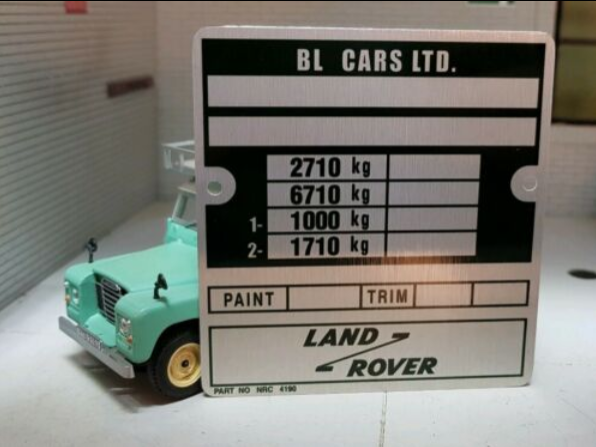 BL CARS LTD.
2710 kg
6710 kg
1- 1000 kg
2- 1710 kg
PAINT TRIM
LAND
ROVER
PART NO NRC 4190